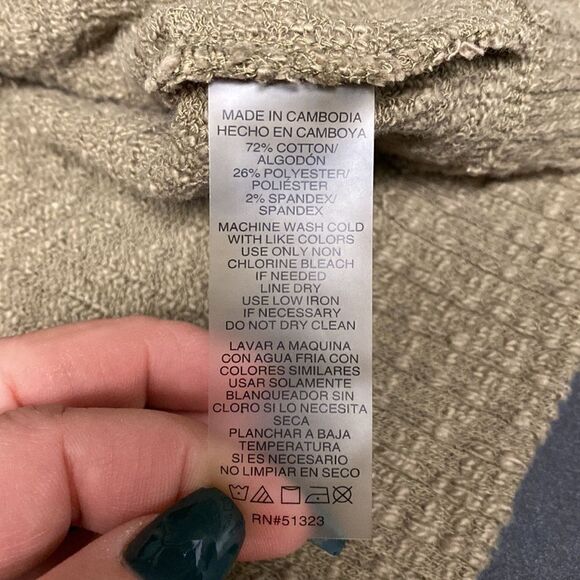 MADE IN CAMBODIA
HECHO EN CAMBOYA
72% COTTON/
ALGODÓN
26% POLYESTER/
POLIÉSTER
2% SPANDEX/
SPANDEX
MACHINE WASH COLD
WITH LIKE COLORS
USE ONLY NON
CHLORINE BLEACH
IF NEEDED
LINE DRY
USE LOW IRON
IF NECESSARY
DO NOT DRY CLEAN
LAVAR A MAQUINA
CON AGUA FRIA CON
COLORES SIMILARES
USAR SOLAMENTE
BLANQUEADOR SIN
CLORO SI LO NECESITA
SECA
PLANCHAR A BAJA
TEMPERATURA
SI ES NECESARIO
NO LIMPIAR EN SECO
RN#51323